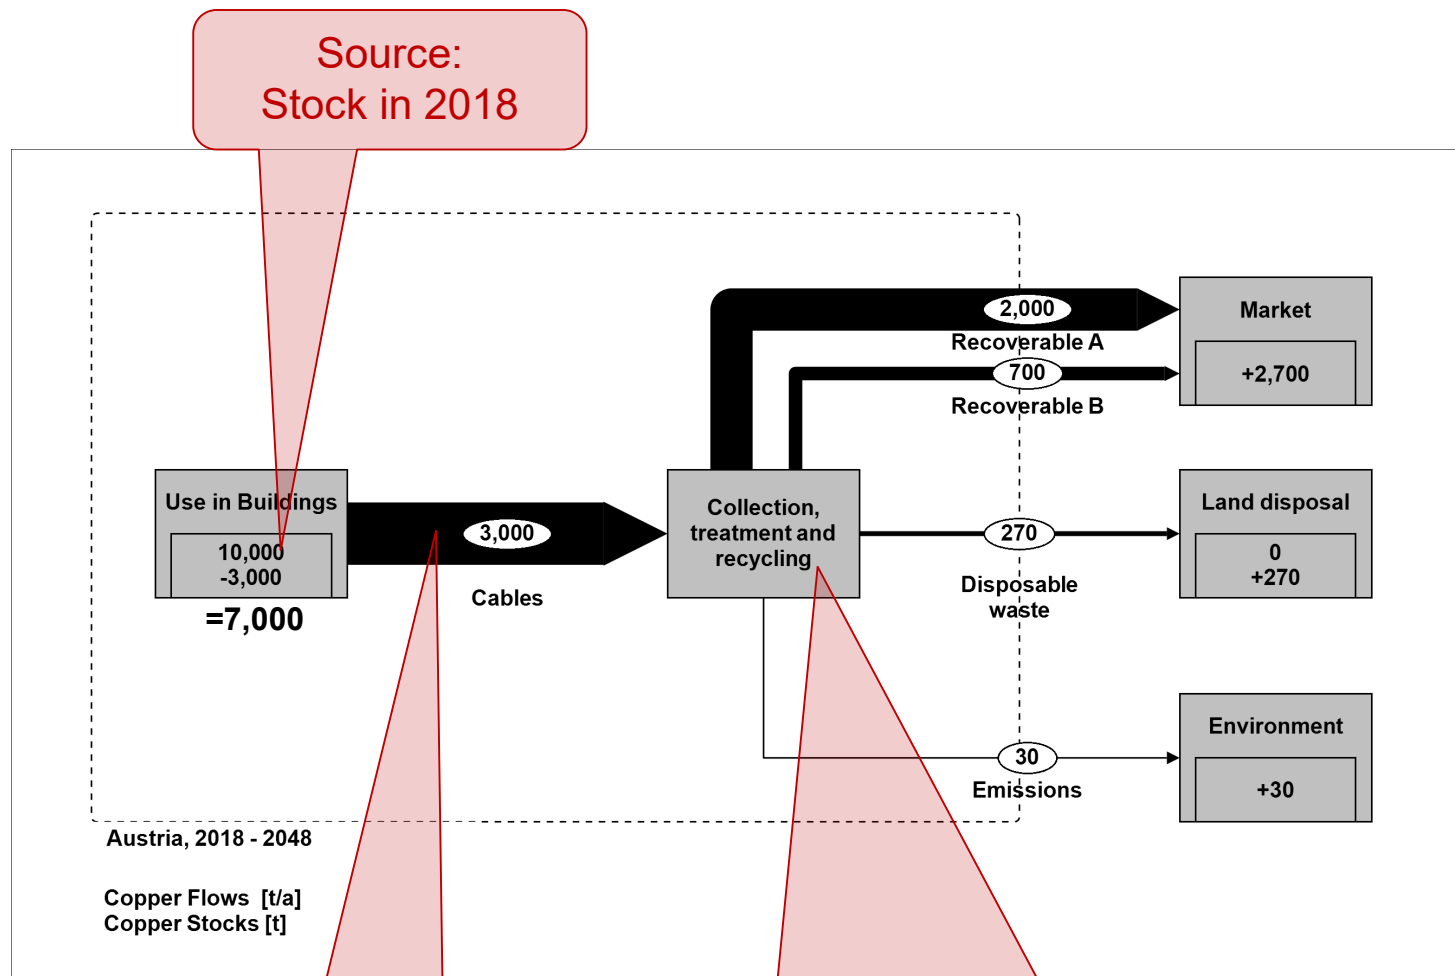 Source:
Stock in 2018
2,000
Recoverable A
700
Recoverable B
Market
+2,700
Use in Buildings
10,000
-3,000
=7,000
3,000
Cables
Collection,
treatment and
recycling
270
Disposable
waste
Land disposal
0
+270
30
Emissions
Environment
+30
Austria, 2018 - 2048
Copper Flows  [t/a]
Copper Stocks [t]